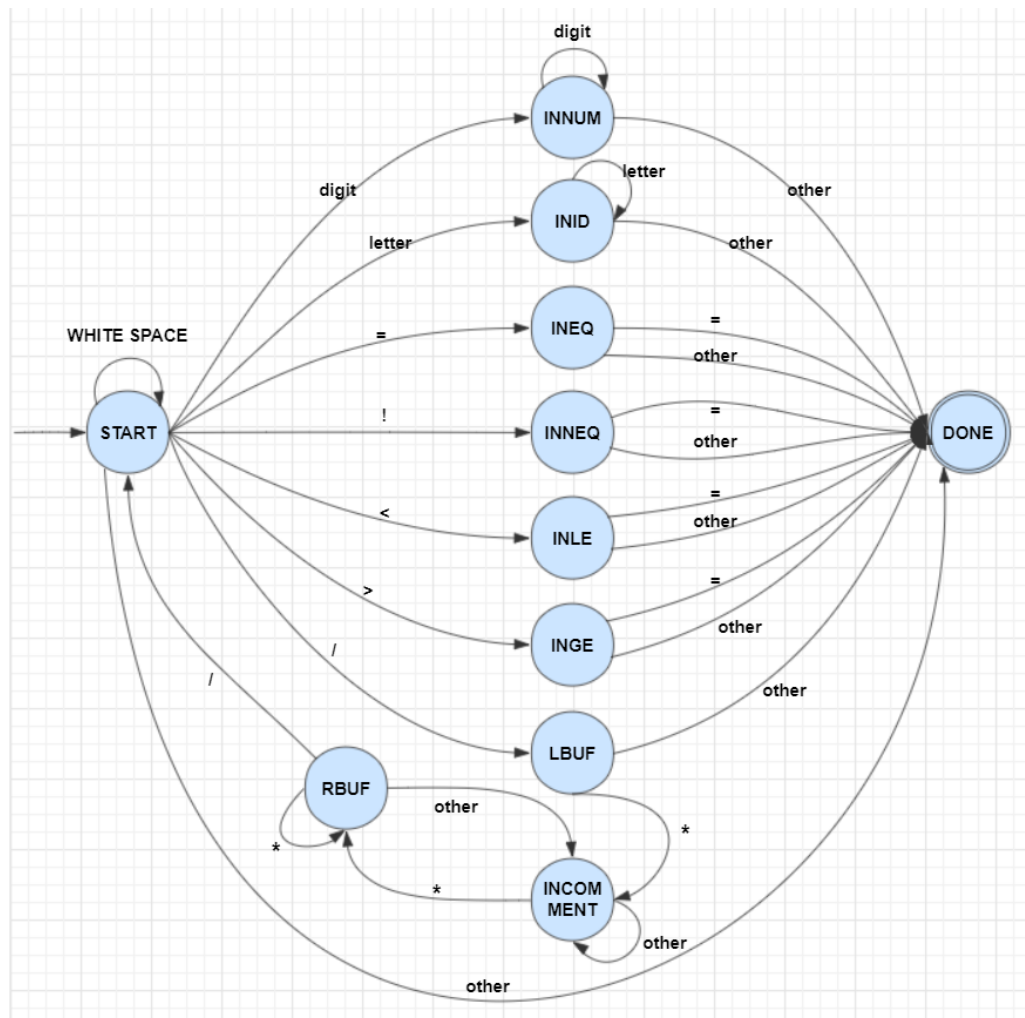 digit
INNUM
digit
other
letter
INID
letter
other
WHITE SPACE
=
INEQ
=
other
START
!
INNEQ
=
other
DONE
<
INLE
=
other
>
INGE
=
other
/
LBUF
other
/
RBUF
other
*
*
*
INCOM
MENT
other
other